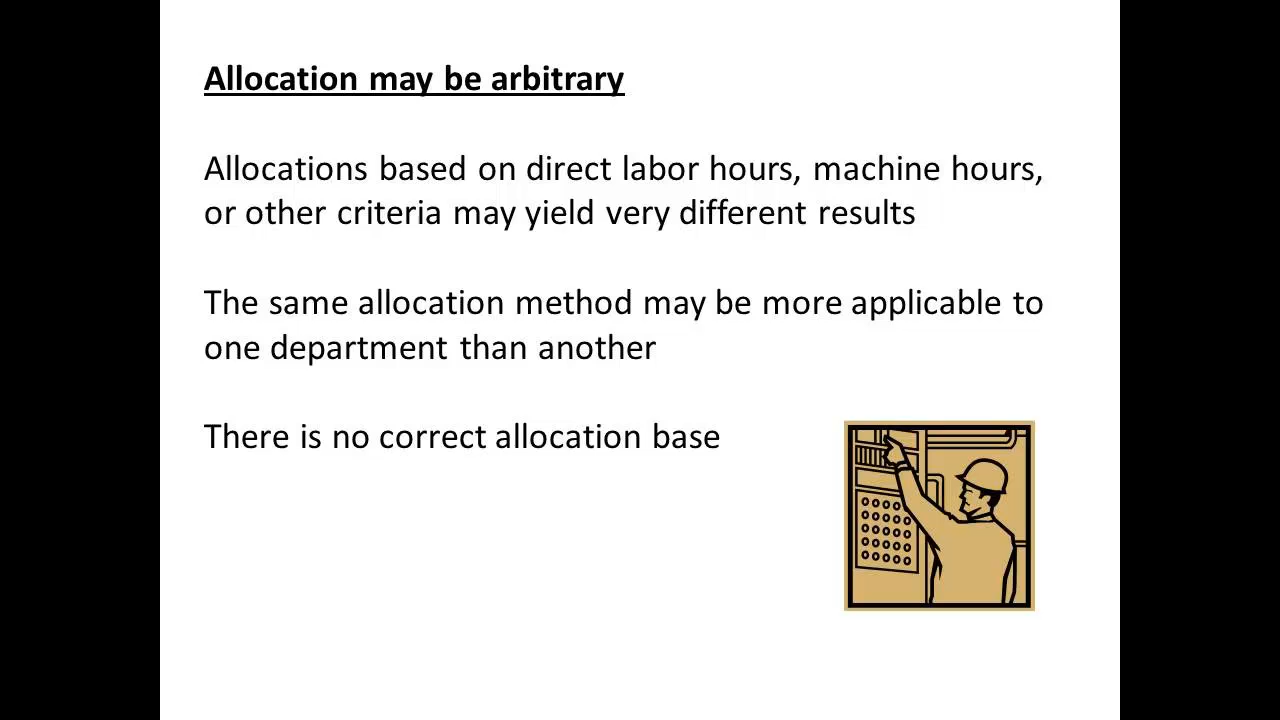 Allocation may be arbitrary
Allocations based on direct labor hours, machine hours,
or other criteria may yield very different results
The same allocation method may be more applicable to
one department than another
There is no correct allocation base